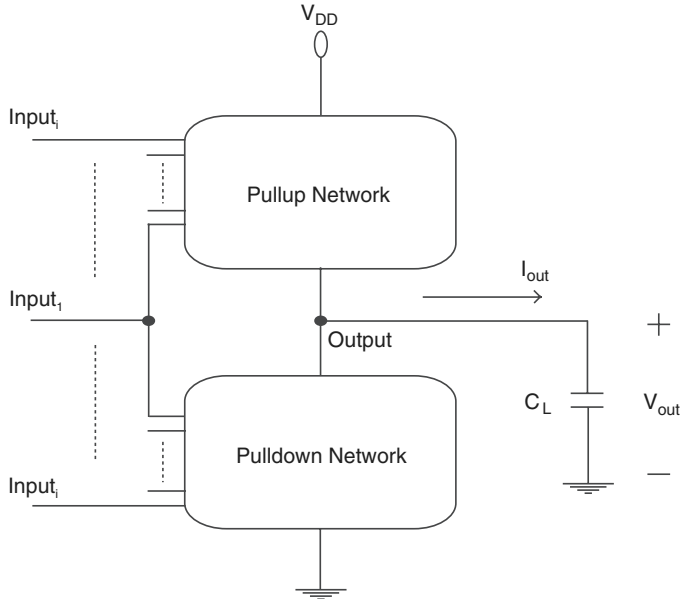 V_DD
Input_i
Pullup Network
I_out
Input_1
+
Output
C_L
V_out
Pulldown Network
−
Input_i